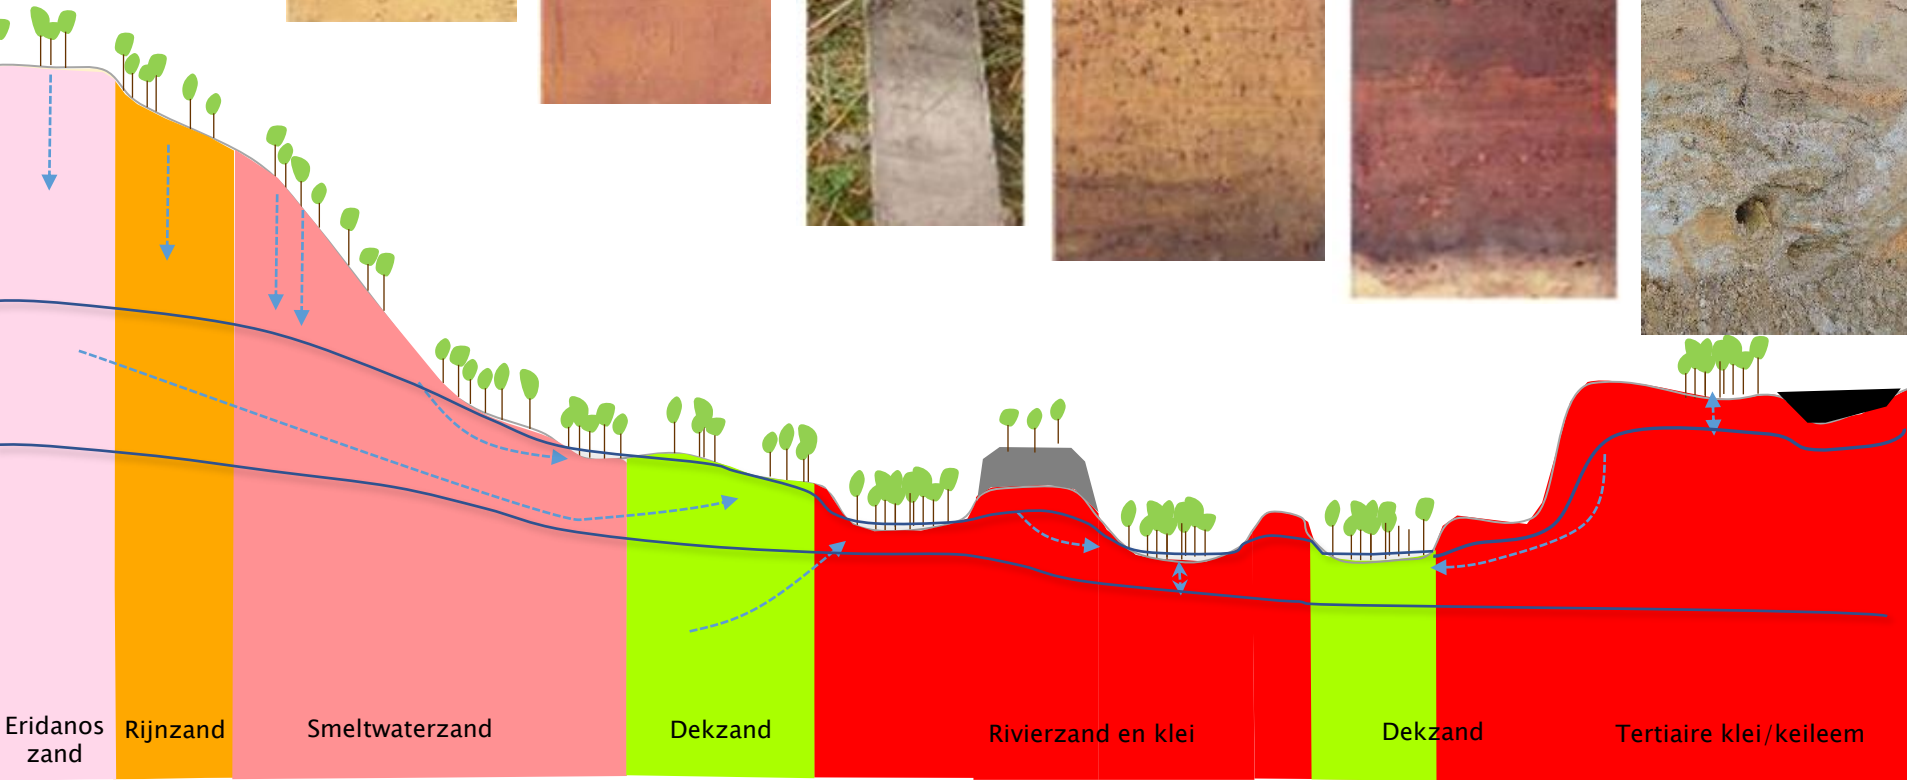 Eridanos
zand
Rijnzand
Smeltwaterzand
Dekzand
Rivierzand en klei
Dekzand
Tertiaire klei/keileem